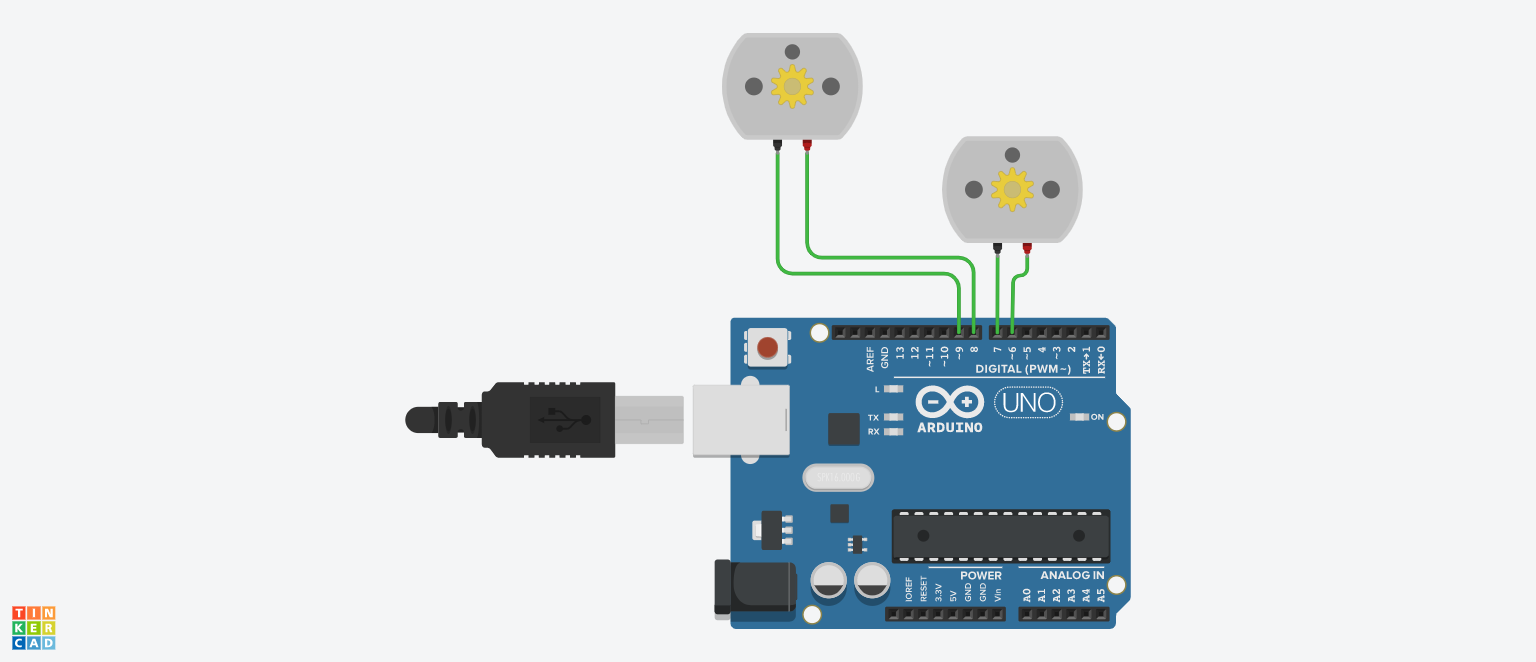 AREF
GND
13
12
~11
~10
~9
8
7
~6
~5
4
~3
2
TX→1
RX←0
DIGITAL (PWM~)
L
TX
RX
UNO
ON
ARDUINO
IOREF
RESET
3.3V
5V
GND
GND
Vin
POWER
ANALOG IN
A0
A1
A2
A3
A4
A5
TIN
KER
CAD